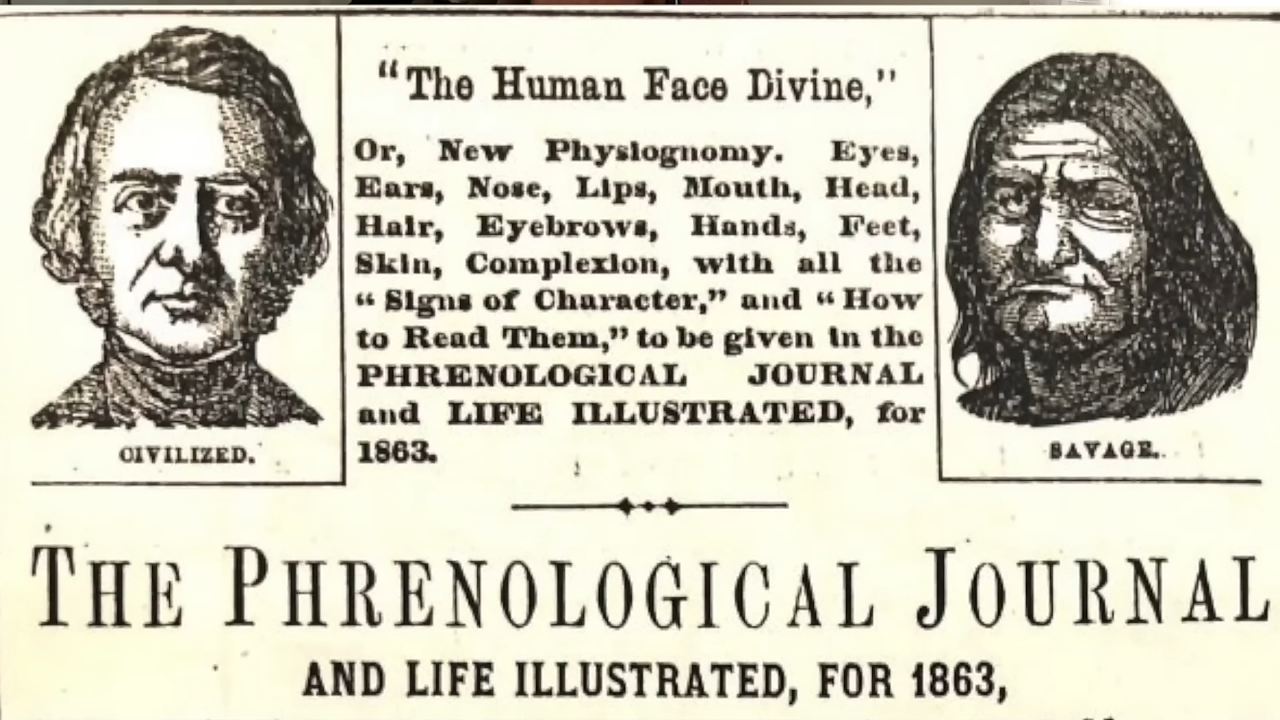 "The Human Face Divine,"
Or, New Physiognomy. Eyes,
Ears, Nose, Lips, Mouth, Head,
Hair, Eyebrows, Hands, Feet,
Skin, Complexion, with all the
"Signs of Character," and "How
to Read Them," to be given in the
PHRENOLOGICAL JOURNAL
and LIFE ILLUSTRATED, for
1863.
CIVILIZED.
SAVAGE.
THE PHRENOLOGICAL JOURNAL
AND LIFE ILLUSTRATED, FOR 1863,